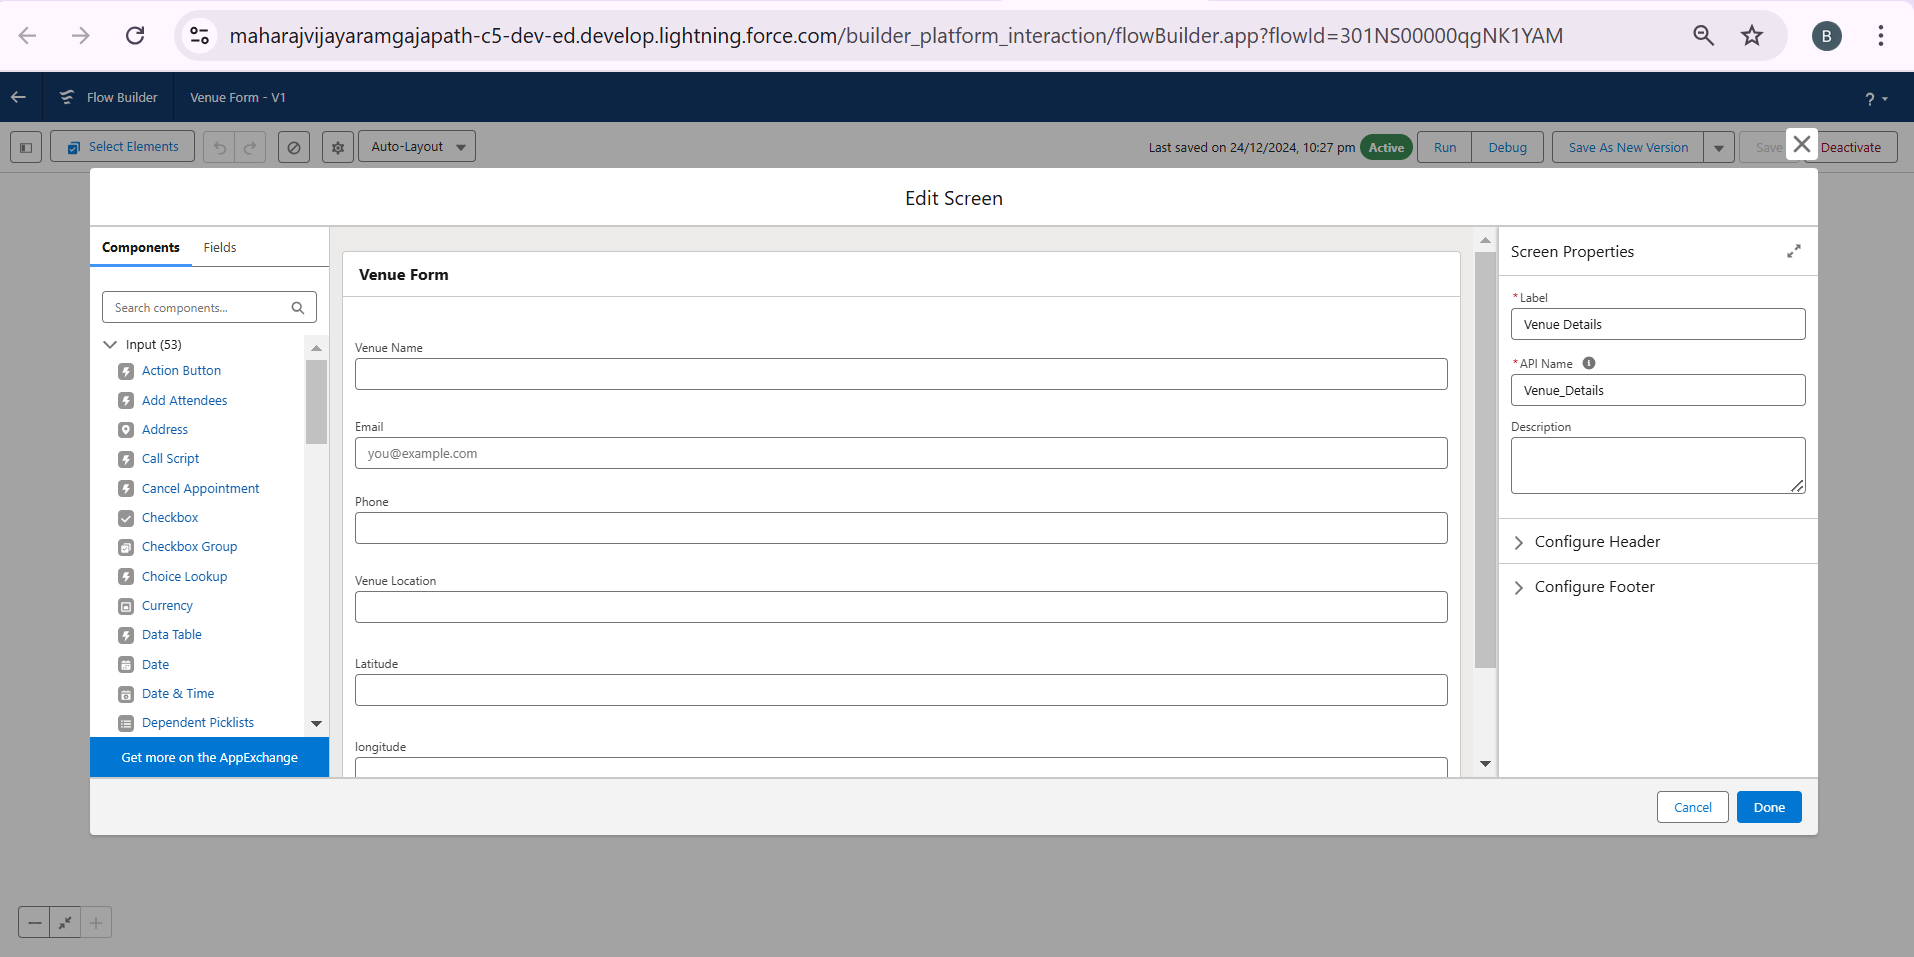 maharajvijayaramgajapath-c5-dev-ed.develop.lightning.force.com/builder_platform_interaction/flowBuilder.app?flowId=301NS00000qgNK1YAM
B
Flow Builder
Venue Form - V1
?
Select Elements
Auto-Layout
Last saved on 24/12/2024, 10:27 pm
Active
Run
Debug
Save As New Version
Save
Deactivate
Edit Screen
Components
Fields
Search components...
Input (53)
Action Button
Add Attendees
Address
Call Script
Cancel Appointment
Checkbox
Checkbox Group
Choice Lookup
Currency
Data Table
Date
Date & Time
Dependent Picklists
Get more on the AppExchange
Venue Form
Venue Name
Email
you@example.com
Phone
Venue Location
Latitude
longitude
Screen Properties
*Label
Venue Details
*API Name
Venue_Details
Description
Configure Header
Configure Footer
Cancel
Done